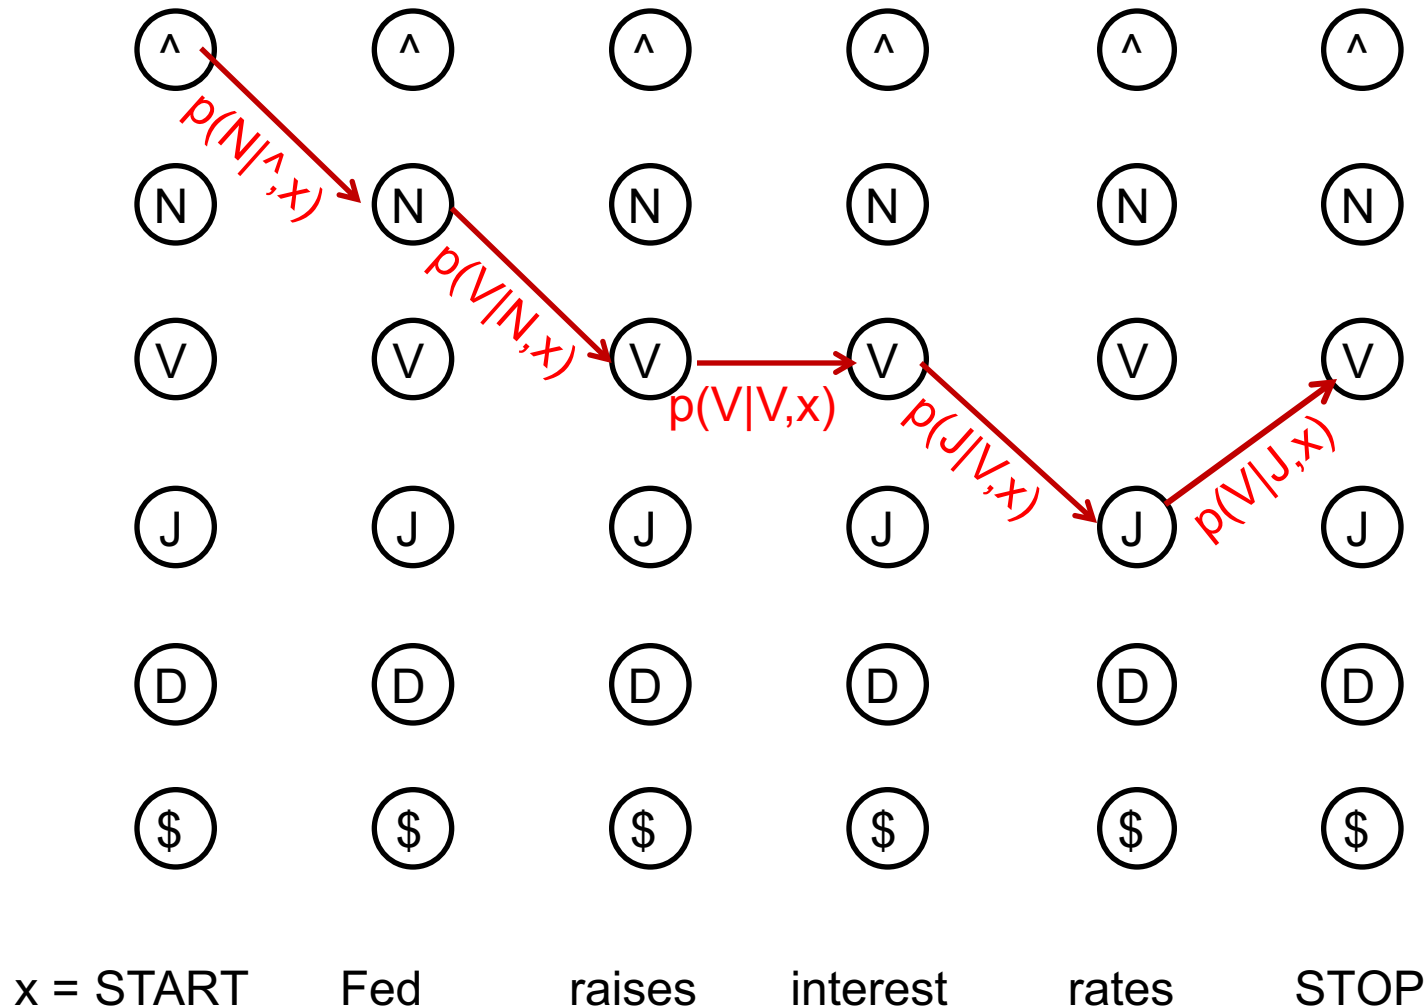 ^ ^ ^ ^ ^ ^
p(N|^,x)
N N N N N N
p(V|N,x)
V V V V V V
p(V|V,x)
p(J|V,x)
p(V|J,x)
J J J J J J
D D D D D D
$ $ $ $ $ $
x = START Fed raises interest rates STOP